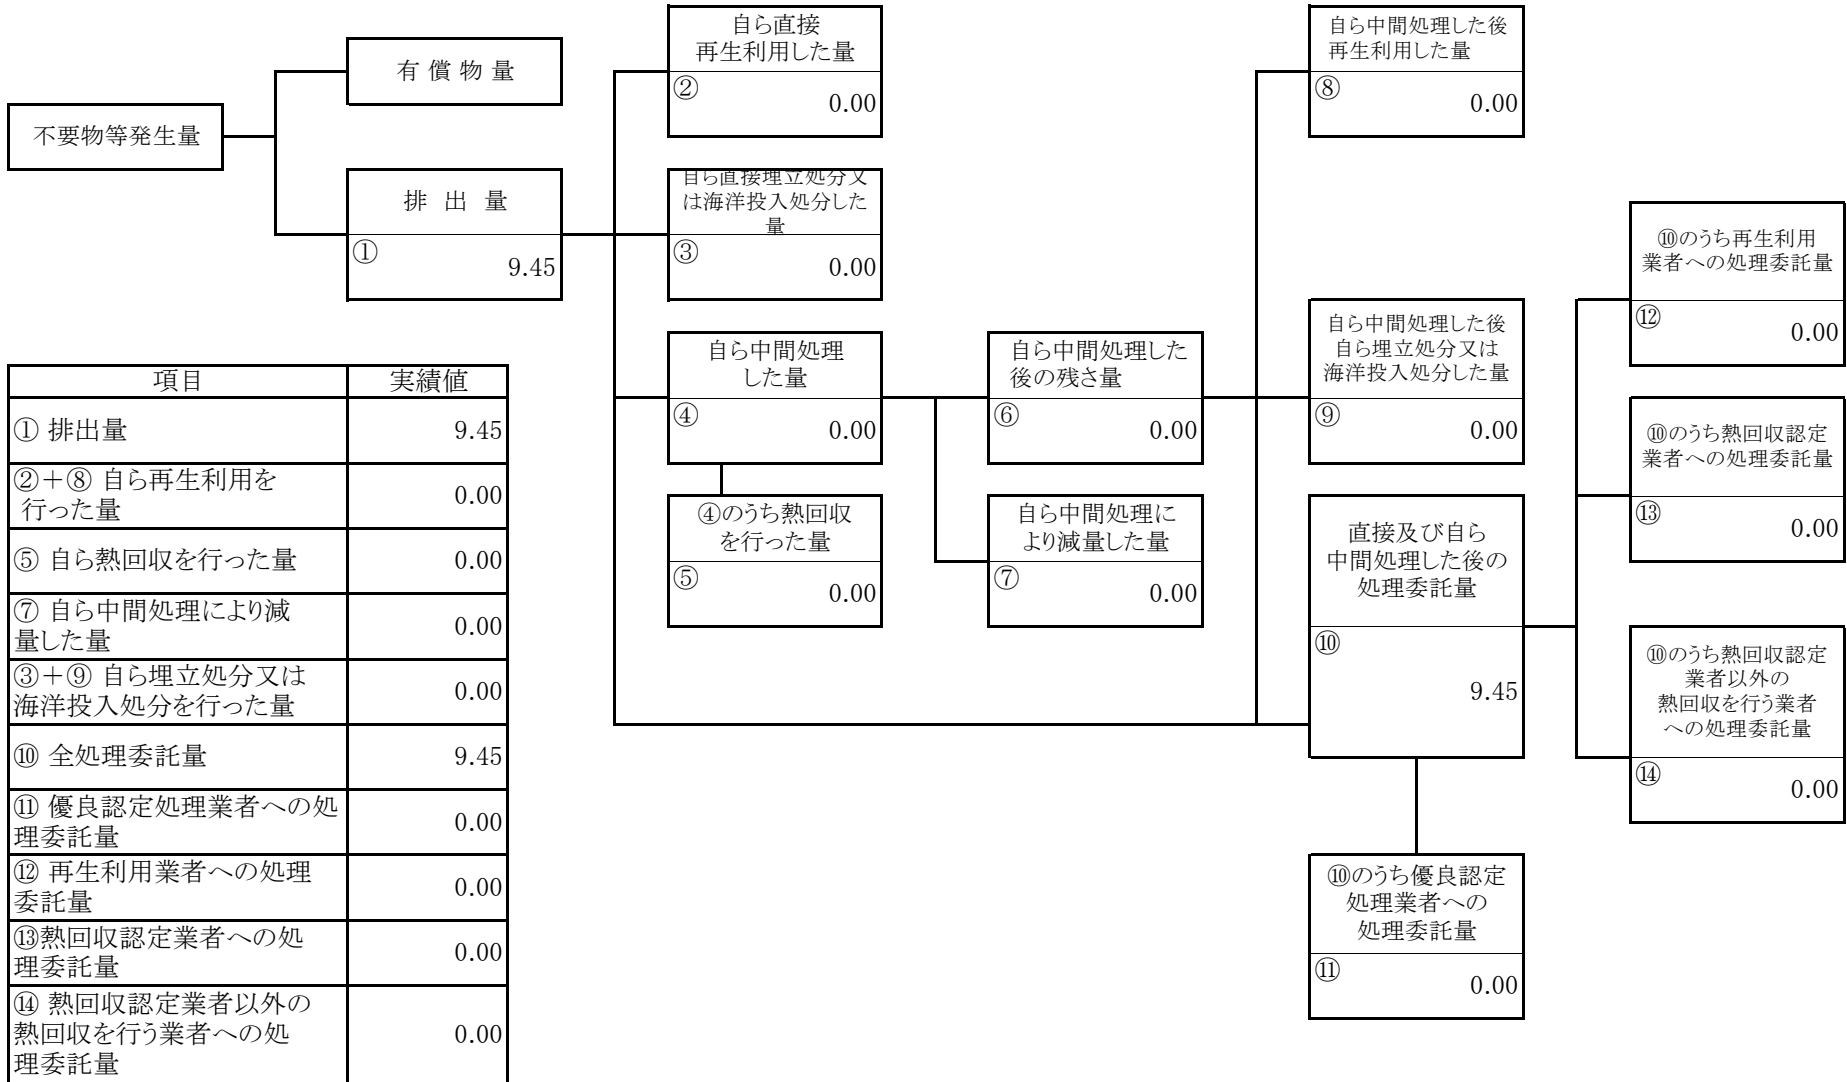 不要物等発生量
有 償 物 量
排 出 量
①
9.45
自ら直接
再生利用した量
②
0.00
自ら直接埋立処分又
は海洋投入処分した
量
③
0.00
自ら中間処理
した量
④
0.00
④のうち熱回収
を行った量
⑤
0.00
自ら中間処理した
後の残さ量
⑥
0.00
自ら中間処理に
より減量した量
⑦
0.00
自ら中間処理した後
再生利用した量
⑧
0.00
自ら中間処理した後
自ら埋立処分又は
海洋投入処分した量
⑨
0.00
直接及び自ら
中間処理した後の
処理委託量
⑩
9.45
⑩のうち優良認定
処理業者への
処理委託量
⑪
0.00
⑩のうち再生利用
業者への処理委託量
⑫
0.00
⑩のうち熱回収認定
業者への処理委託量
⑬
0.00
⑩のうち熱回収認定
業者以外の
熱回収を行う業者
への処理委託量
⑭
0.00
項目 実績値
① 排出量 9.45
②＋⑧ 自ら再生利用を
行った量 0.00
⑤ 自ら熱回収を行った量 0.00
⑦ 自ら中間処理により減
量した量 0.00
③＋⑨ 自ら埋立処分又は
海洋投入処分を行った量 0.00
⑩ 全処理委託量 9.45
⑪ 優良認定処理業者への処
理委託量 0.00
⑫ 再生利用業者への処理
委託量 0.00
⑬熱回収認定業者への処
理委託量 0.00
⑭ 熱回収認定業者以外の
熱回収を行う業者への処
理委託量 0.00